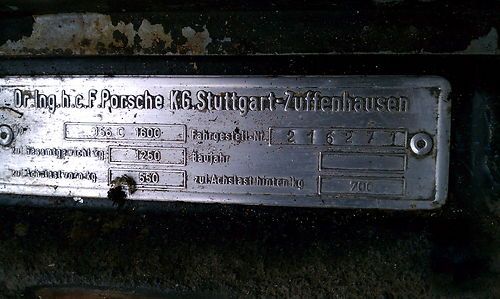 Dr.Ing.h.c.F.Porsche KG.Stuttgart-Zuffenhausen
356 C 1600 Fahrgestell-Nr. 216271
zul.Gesamtgewicht kg 1250 Baujahr
zul.Achslast vorn kg 550 zul.Achslast hinten kg 700